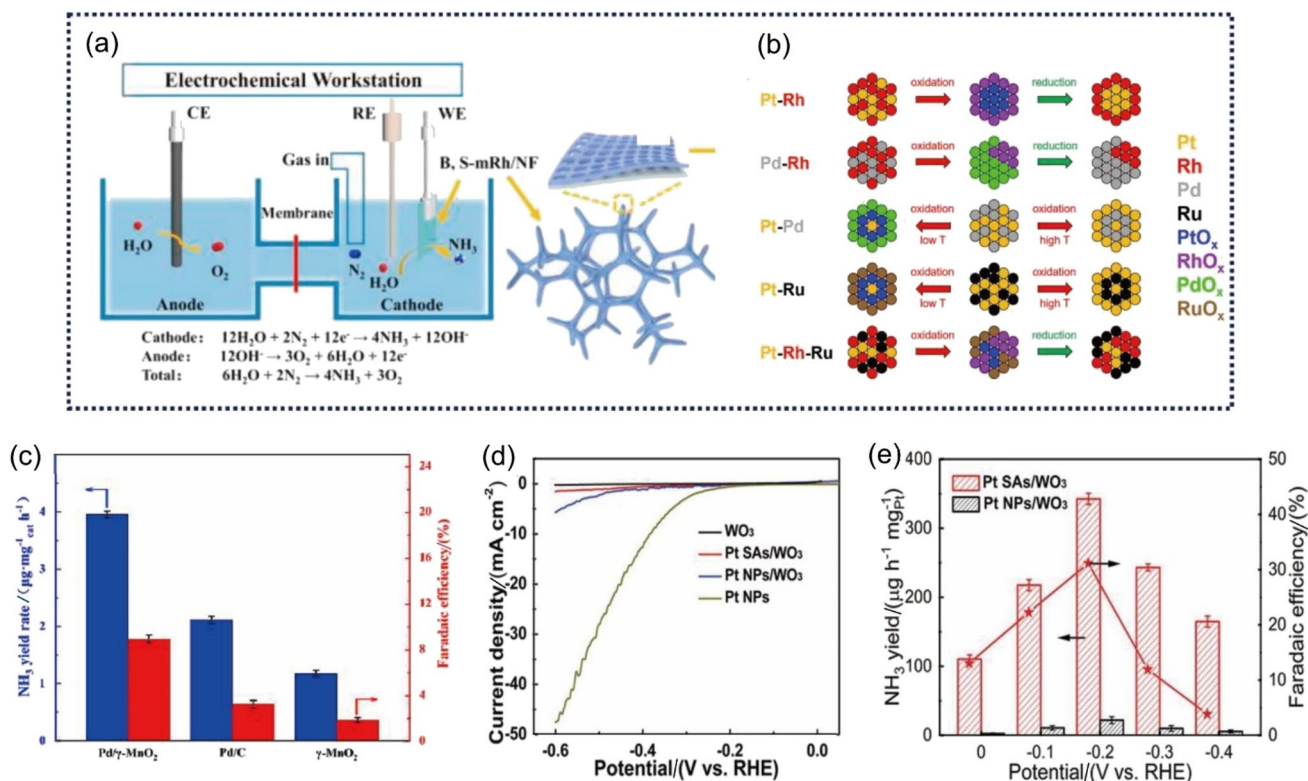 (a)
Electrochemical Workstation
CE
RE
WE
Gas in
B, S-mRh/NF
Membrane
H₂O
O₂
N₂
H₂O
NH₃
Anode
Cathode
Cathode: 12H₂O + 2N₂ + 12e⁻ → 4NH₃ + 12OH⁻
Anode: 12OH⁻ → 3O₂ + 6H₂O + 12e⁻
Total: 6H₂O + 2N₂ → 4NH₃ + 3O₂
(b)
Pt-Rh
oxidation
reduction
Pd-Rh
oxidation
reduction
Pt-Pd
oxidation
low T
oxidation
high T
Pt-Ru
oxidation
low T
oxidation
high T
Pt-Rh-Ru
oxidation
reduction
Pt
Rh
Pd
Ru
PtOₓ
RhOₓ
PdOₓ
RuOₓ
(c)
NH₃ yield rate/(μg·mg⁻¹cat h⁻¹)
4
3
2
1
0
24
20
16
12
8
4
0
Faradaic efficiency/(%)
Pd/γ-MnO₂
Pd/C
γ-MnO₂
(d)
Current density/(mA cm⁻²)
0
-10
-20
-30
-40
-50
WO₃
Pt SAs/WO₃
Pt NPs/WO₃
Pt NPs
-0.6
-0.4
-0.2
0.0
Potential/(V vs. RHE)
(e)
NH₃ yield/(μg h⁻¹ mg⁻¹Pt)
400
300
200
100
0
Pt SAs/WO₃
Pt NPs/WO₃
50
40
30
20
10
0
Faradaic efficiency/(%)
0
-0.1
-0.2
-0.3
-0.4
Potential/(V vs. RHE)